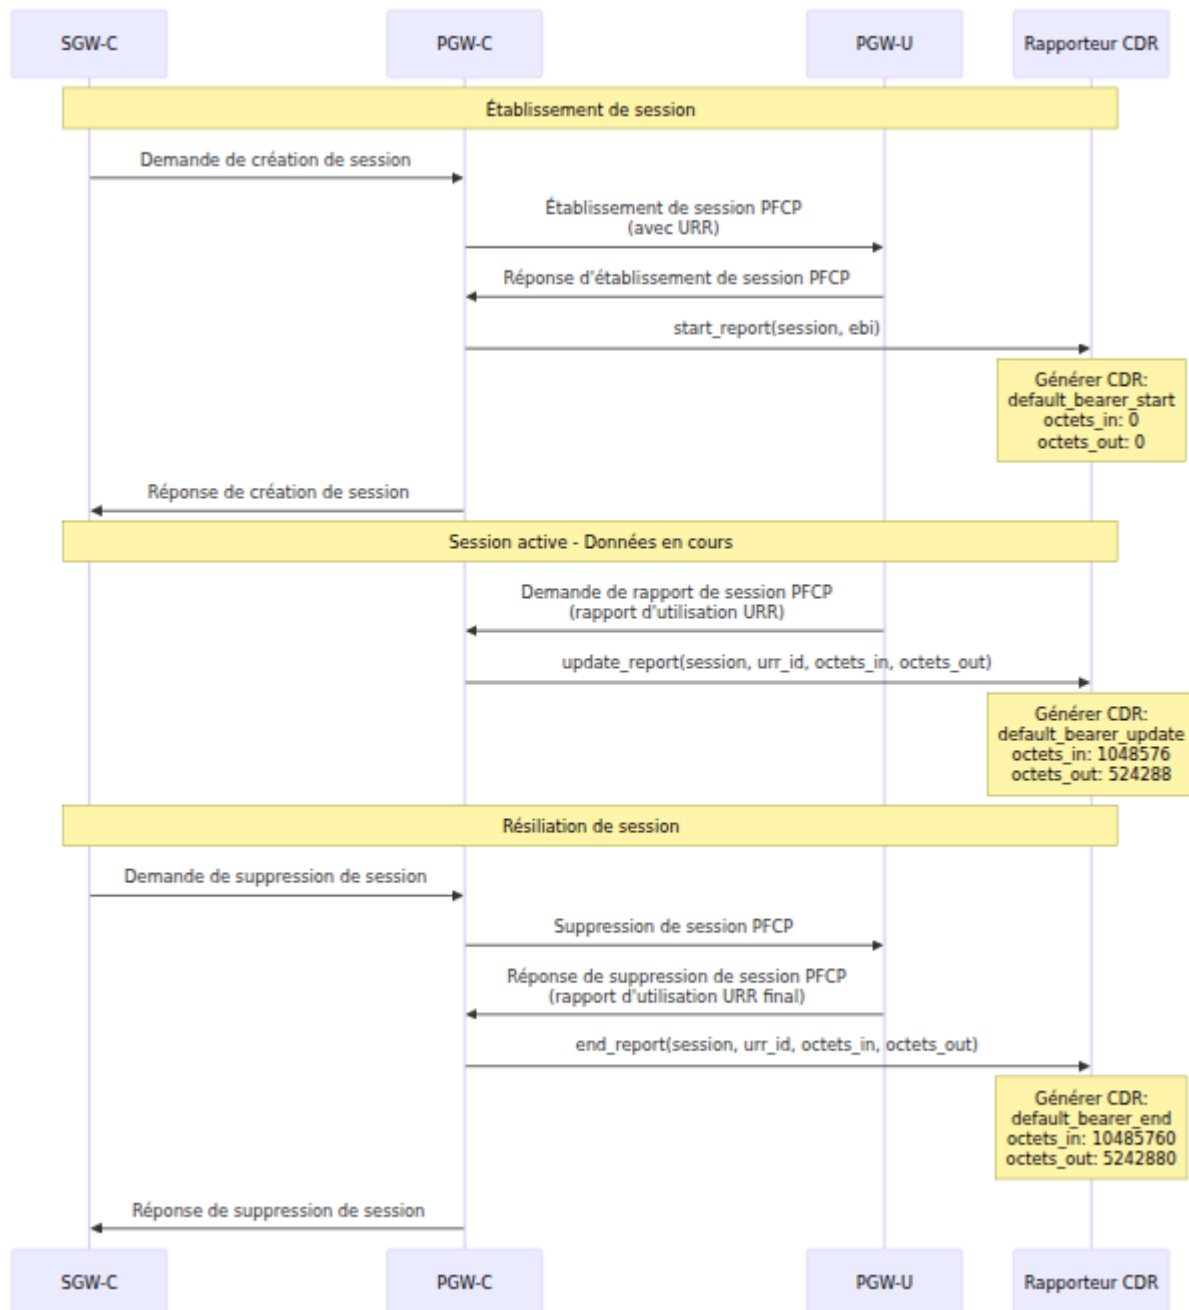 SGW-C
PGW-C
PGW-U
Rapporteur CDR
Établissement de session
Demande de création de session
Établissement de session PFCP
(avec URR)
Réponse d'établissement de session PFCP
start_report(session, ebi)
Générer CDR:
default_bearer_start
octets_in: 0
octets_out: 0
Réponse de création de session
Session active - Données en cours
Demande de rapport de session PFCP
(rapport d'utilisation URR)
update_report(session, urr_id, octets_in, octets_out)
Générer CDR:
default_bearer_update
octets_in: 1048576
octets_out: 524288
Résiliation de session
Demande de suppression de session
Suppression de session PFCP
Réponse de suppression de session PFCP
(rapport d'utilisation URR final)
end_report(session, urr_id, octets_in, octets_out)
Générer CDR:
default_bearer_end
octets_in: 10485760
octets_out: 5242880
Réponse de suppression de session
SGW-C
PGW-C
PGW-U
Rapporteur CDR